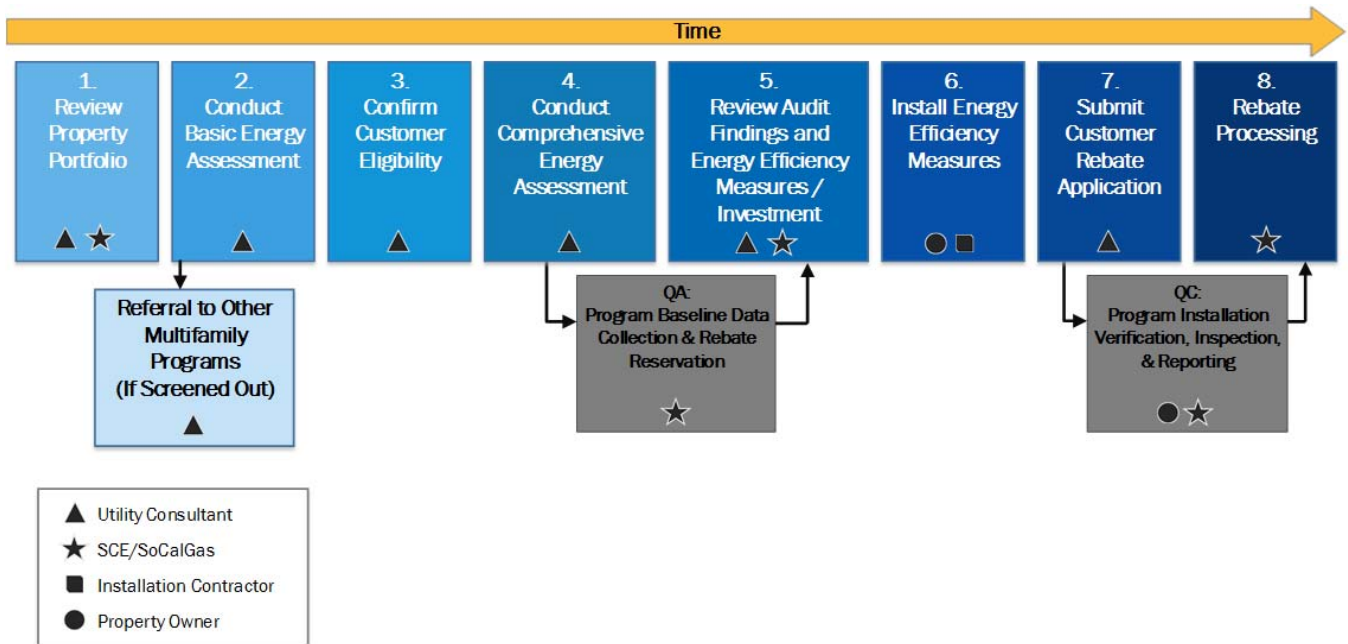 Time
1.
Review
Property
Portfolio
2.
Conduct
Basic Energy
Assessment
3.
Confirm
Customer
Eligibility
4.
Conduct
Comprehensive
Energy
Assessment
5.
Review Audit
Findings and
Energy Efficiency
Measures /
Investment
6.
Install Energy
Efficiency
Measures
7.
Submit
Customer
Rebate
Application
8.
Rebate
Processing
Referral to Other
Multifamily
Programs
(If Screened Out)
QA:
Program Baseline Data
Collection & Rebate
Reservation
QC:
Program Installation
Verification, Inspection,
& Reporting
Utility Consultant
SCE/SoCalGas
Installation Contractor
Property Owner